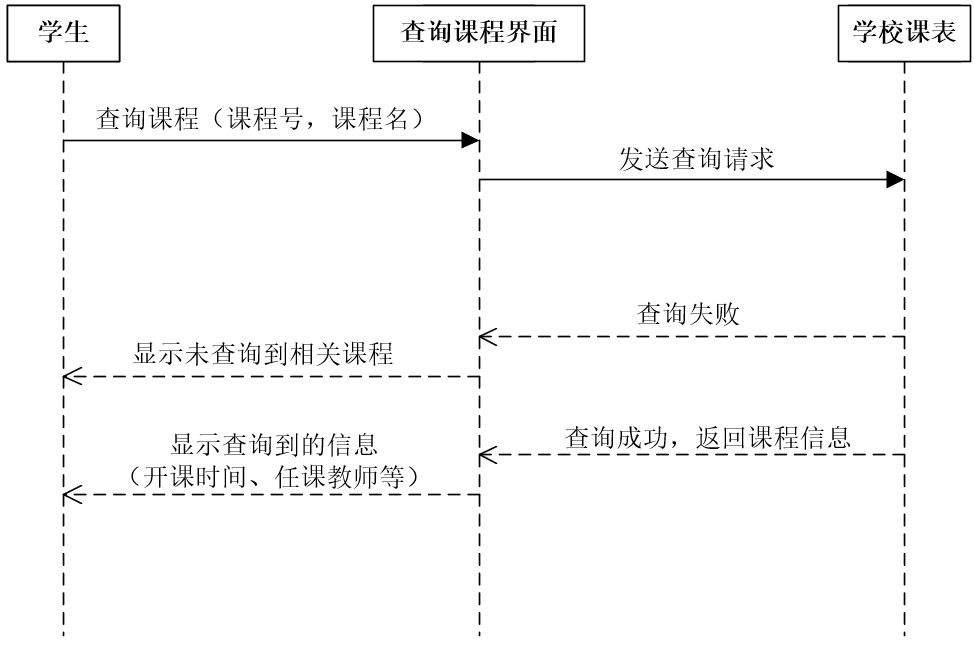 学生
查询课程界面
学校课表
查询课程（课程号，课程名）
发送查询请求
查询失败
显示未查询到相关课程
查询成功，返回课程信息
显示查询到的信息
（开课时间、任课教师等）